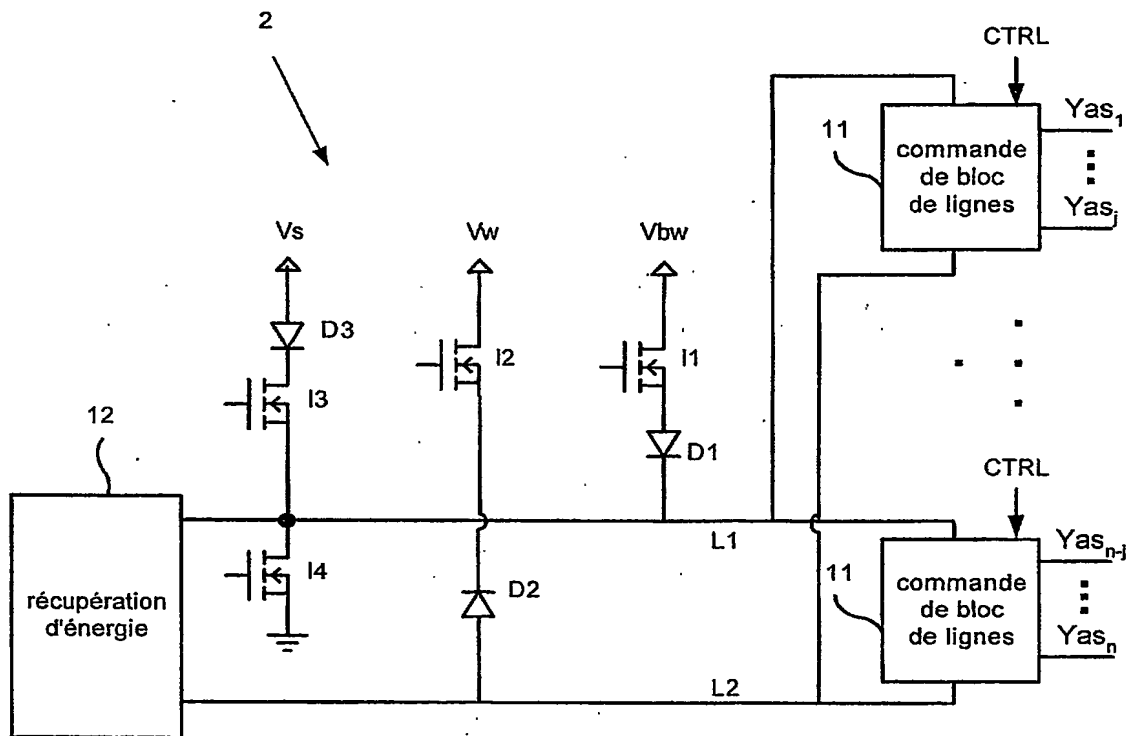 2
CTRL
11
commande
de bloc
de lignes
Yas1
Yasj
Vs
Vw
Vbw
D3
I2
I1
I3
D1
12
CTRL
L1
I4
D2
11
commande
de bloc
de lignes
Yasn-j
Yasn
récupération
d'énergie
L2